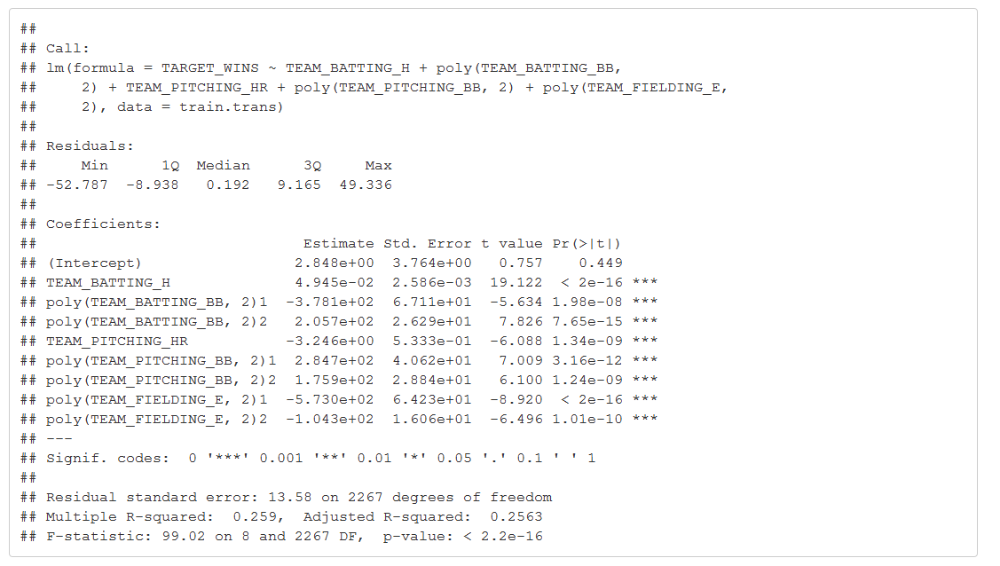 ##
## Call:
## lm(formula = TARGET_WINS ~ TEAM_BATTING_H + poly(TEAM_BATTING_BB,
##     2) + TEAM_PITCHING_HR + poly(TEAM_PITCHING_BB, 2) + poly(TEAM_FIELDING_E,
##     2), data = train.trans)
##
## Residuals:
##     Min      1Q  Median      3Q     Max
## -52.787  -8.938   0.192   9.165  49.336
##
## Coefficients:
##                              Estimate Std. Error t value Pr(>|t|)
## (Intercept)                 2.848e+00  3.764e+00   0.757    0.449
## TEAM_BATTING_H              4.945e-02  2.586e-03  19.122  < 2e-16 ***
## poly(TEAM_BATTING_BB, 2)1  -3.781e+02  6.711e+01  -5.634 1.98e-08 ***
## poly(TEAM_BATTING_BB, 2)2   2.057e+02  2.629e+01   7.826 7.65e-15 ***
## TEAM_PITCHING_HR           -3.246e+00  5.333e-01  -6.088 1.34e-09 ***
## poly(TEAM_PITCHING_BB, 2)1  2.847e+02  4.062e+01   7.009 3.16e-12 ***
## poly(TEAM_PITCHING_BB, 2)2  1.759e+02  2.884e+01   6.100 1.24e-09 ***
## poly(TEAM_FIELDING_E, 2)1  -5.730e+02  6.423e+01  -8.920  < 2e-16 ***
## poly(TEAM_FIELDING_E, 2)2  -1.043e+02  1.606e+01  -6.496 1.01e-10 ***
## ---
## Signif. codes:  0 '***' 0.001 '**' 0.01 '*' 0.05 '.' 0.1 ' ' 1
##
## Residual standard error: 13.58 on 2267 degrees of freedom
## Multiple R-squared:  0.259,  Adjusted R-squared:  0.2563
## F-statistic: 99.02 on 8 and 2267 DF,  p-value: < 2.2e-16